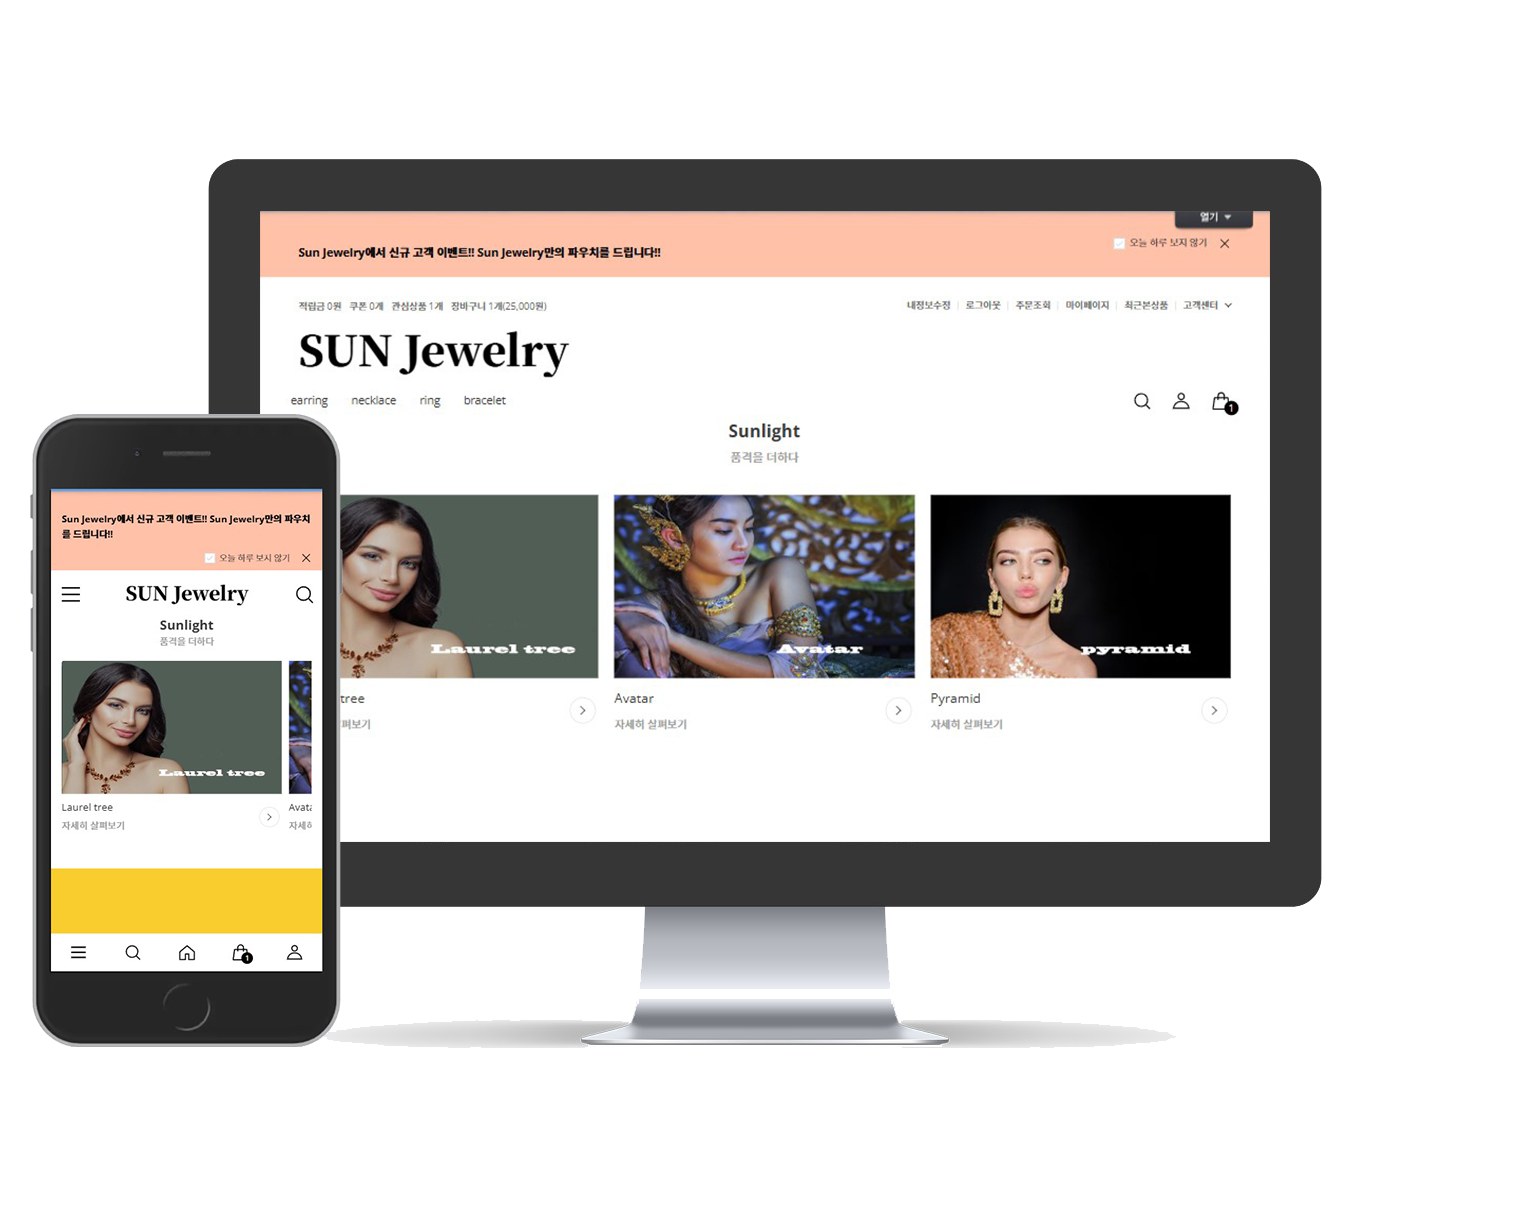 열기
오늘 하루 보지 않기
Sun Jewelry에서 신규 고객 이벤트!! Sun Jewelry만의 파우치를 드립니다!!
적립금 0원 쿠폰 0개 관심상품 1개 장바구니 1개(25,000원)
내정보수정 로그아웃 주문조회 마이페이지 최근본상품 고객센터
SUN Jewelry
earring necklace ring bracelet
1
Sunlight
품격을 더하다
Laurel tree
Avatar
pyramid
tree
Avatar
Pyramid
펴보기
자세히 살펴보기
자세히 살펴보기
Sun Jewelry에서 신규 고객 이벤트!! Sun Jewelry만의 파우치
를 드립니다!!
오늘 하루 보지 않기
SUN Jewelry
Sunlight
품격을 더하다
Laurel tree
Laurel tree
Avata
자세히 살펴보기
자세히
1